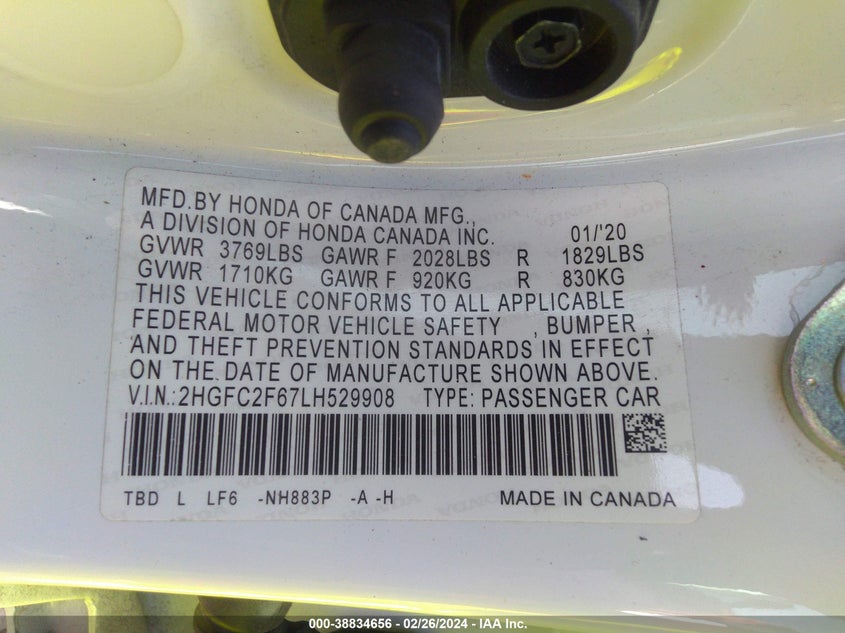 MFD.BY HONDA OF CANADA MFG.,
A DIVISION OF HONDA CANADA INC. 01/'20
GVWR 3769LBS GAWR F 2028LBS R 1829LBS
GVWR 1710KG GAWR F 920KG R 830KG
THIS VEHICLE CONFORMS TO ALL APPLICABLE
FEDERAL MOTOR VEHICLE SAFETY , BUMPER ,
AND THEFT PREVENTION STANDARDS IN EFFECT
ON THE DATE OF MANUFACTURE SHOWN ABOVE.
V.I.N.:2HGFC2F67LH529908 TYPE: PASSENGER CAR
TBD L LF6 -NH883P -A -H MADE IN CANADA
000-38834656 - 02/26/2024 - IAA Inc.